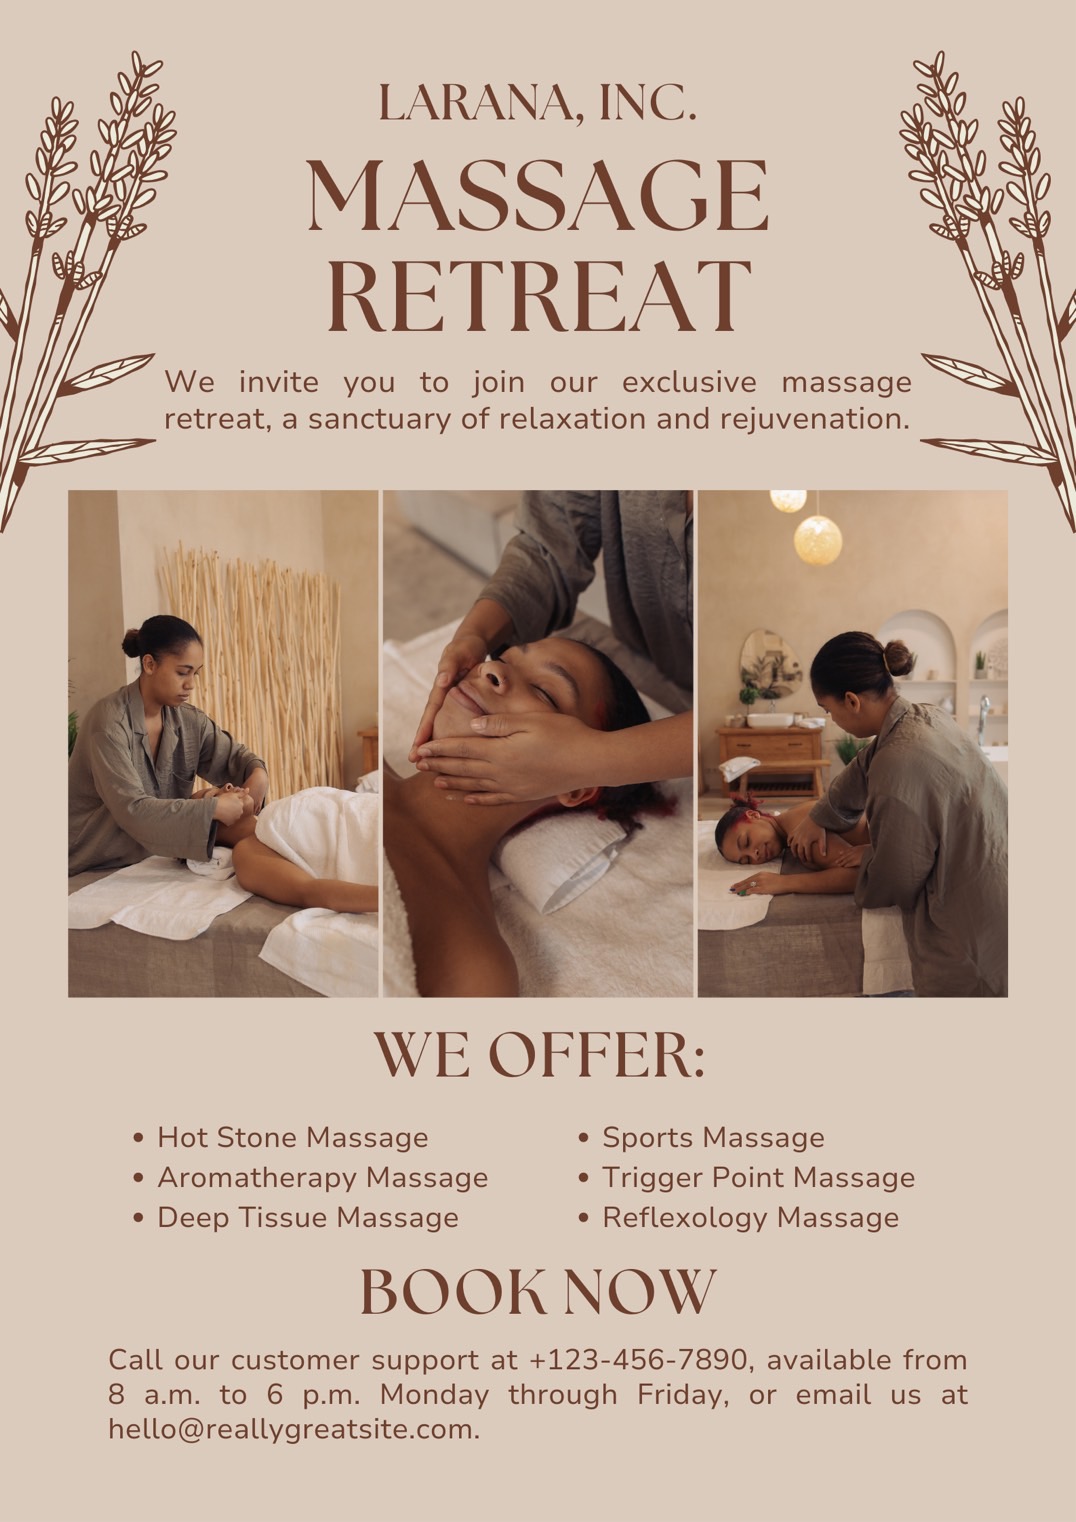 LARANA, INC.
MASSAGE
RETREAT
We invite you to join our exclusive massage
retreat, a sanctuary of relaxation and rejuvenation.
WE OFFER:
• Hot Stone Massage
• Aromatherapy Massage
• Deep Tissue Massage
• Sports Massage
• Trigger Point Massage
• Reflexology Massage
BOOK NOW
Call our customer support at +123-456-7890, available from
8 a.m. to 6 p.m. Monday through Friday, or email us at
hello@reallygreatsite.com.